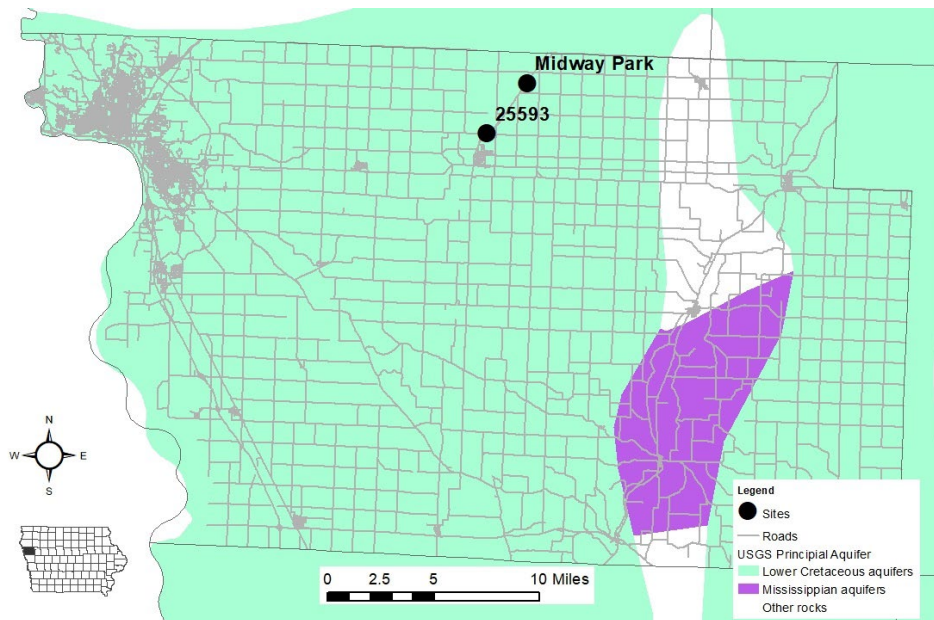 Midway Park
25593
N
W E
S
0 2.5 5 10 Miles
Legend
Sites
Roads
USGS Principial Aquifer
Lower Cretaceous aquifers
Mississippian aquifers
Other rocks